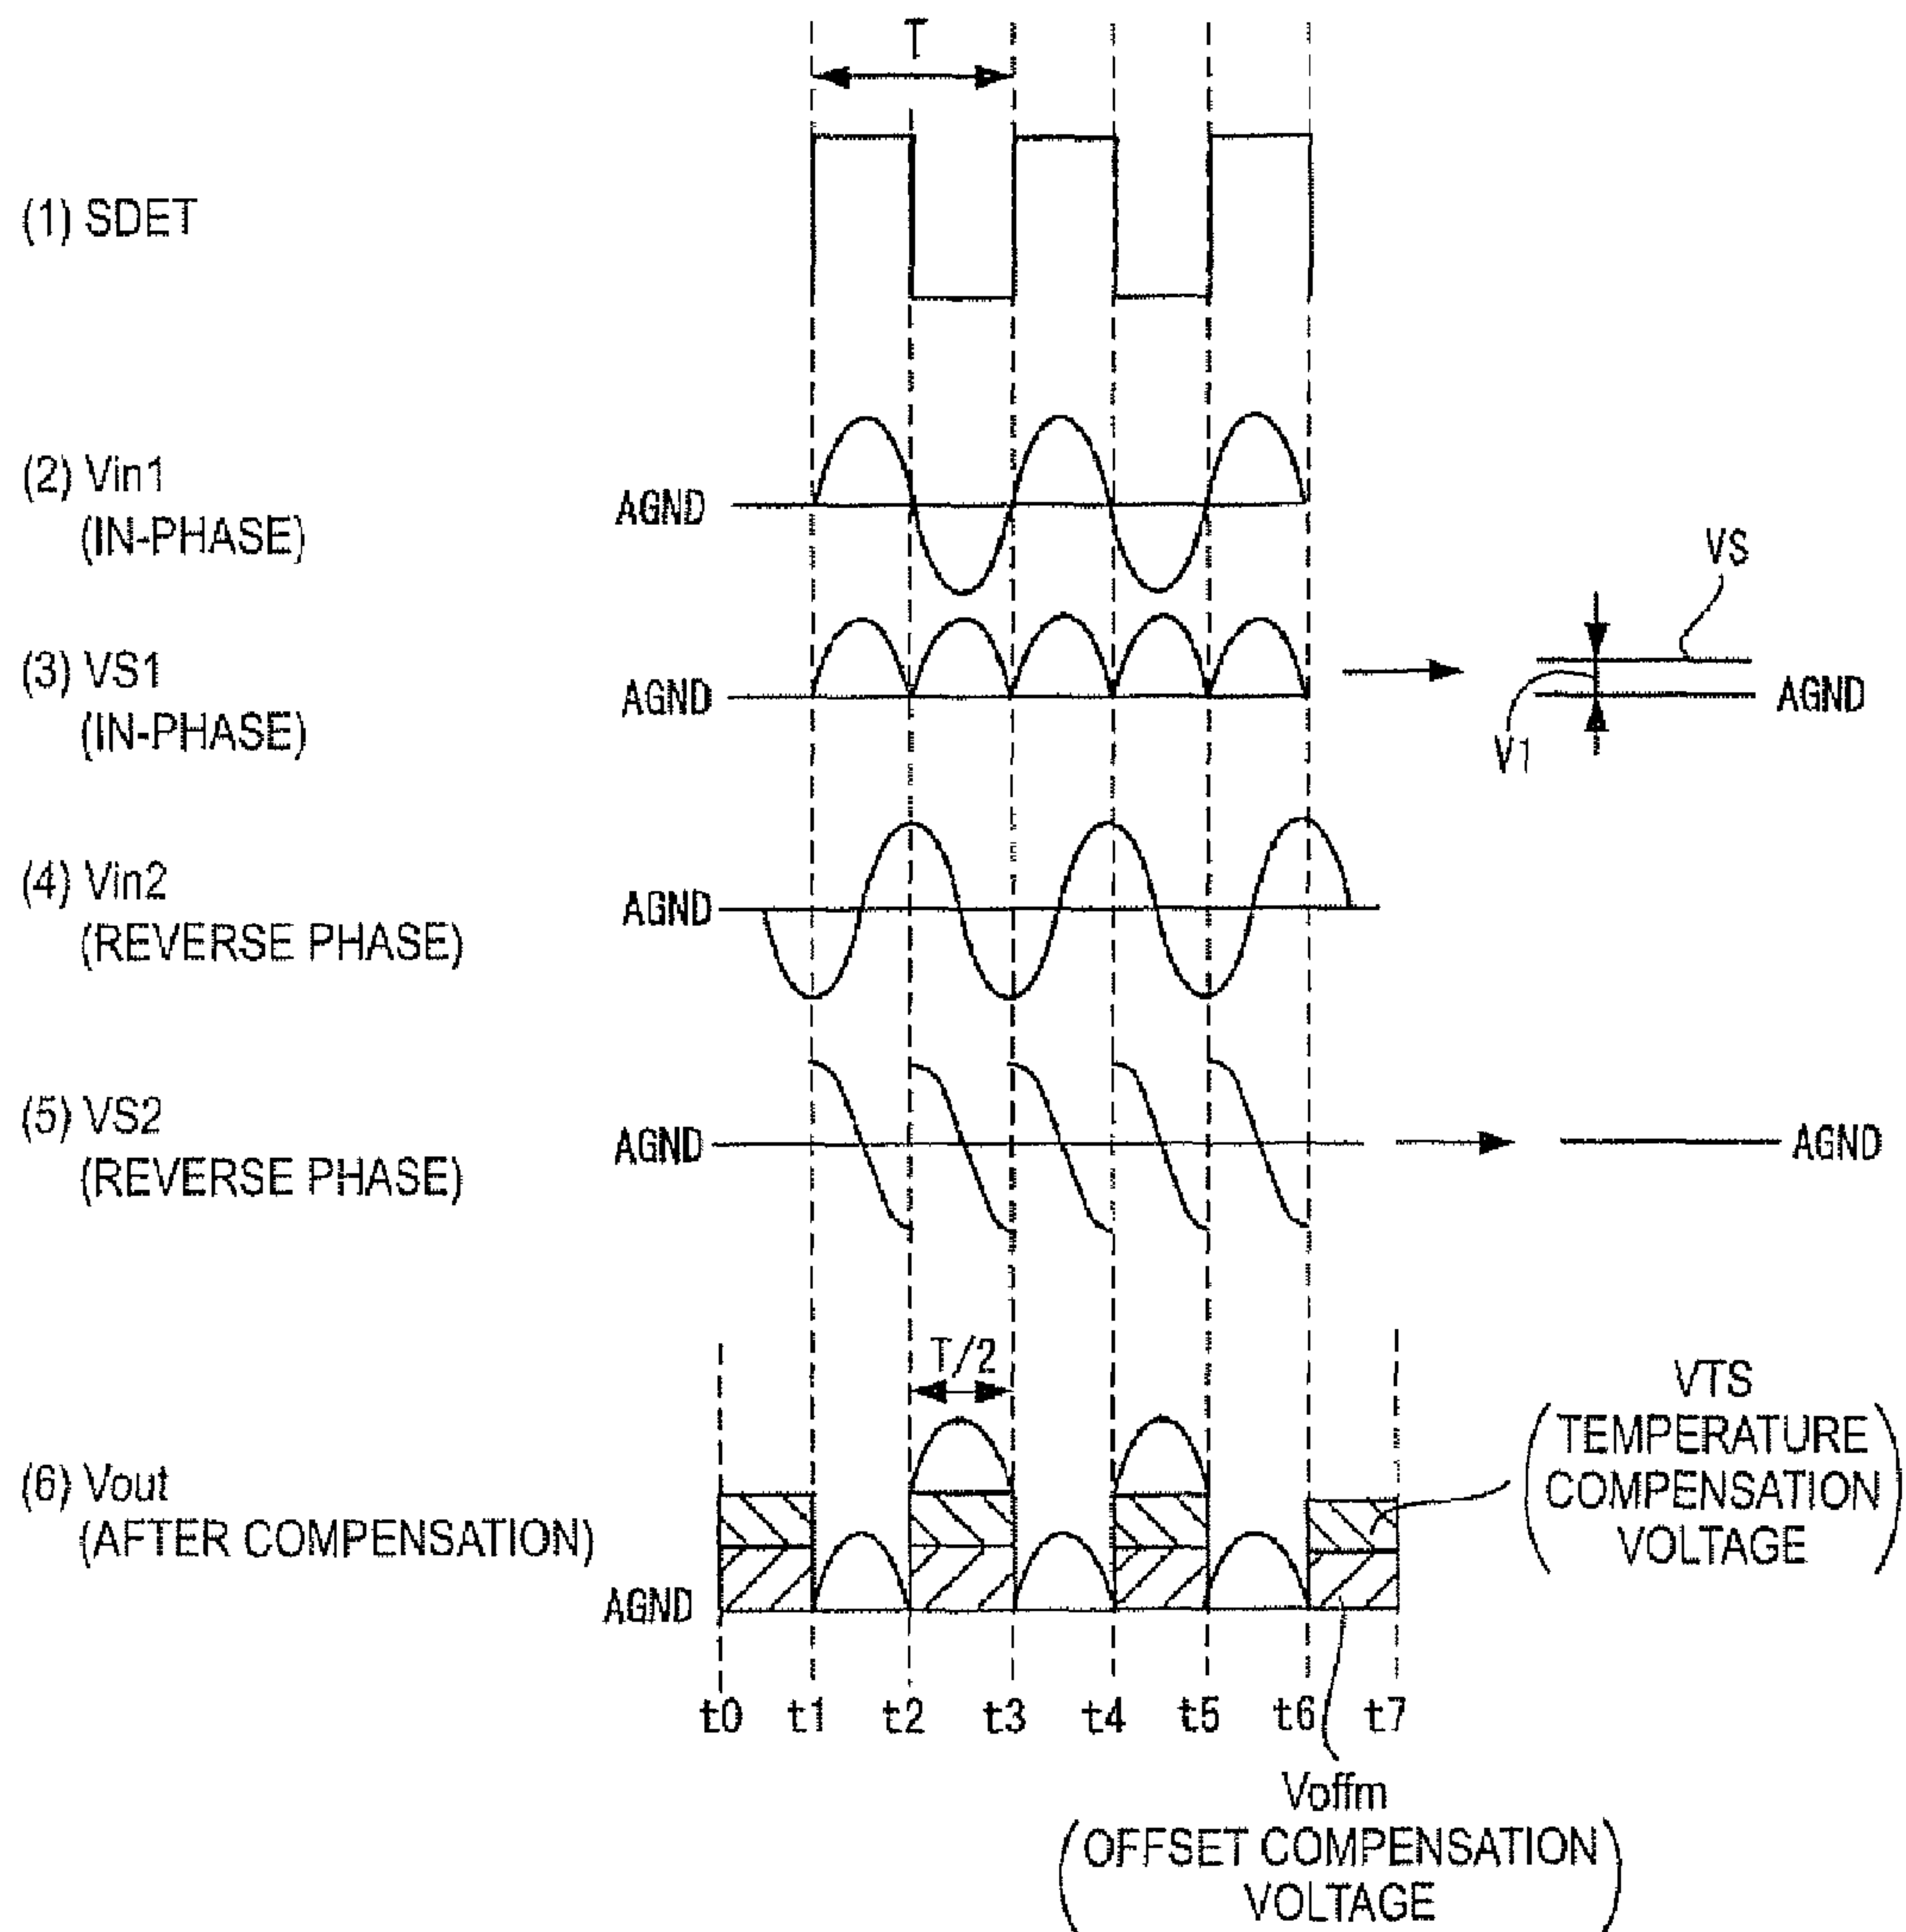 T
(1) SDET
(2) Vin1
(IN-PHASE)
AGND
VS
(3) VS1
(IN-PHASE)
AGND
AGND
V1
(4) Vin2
(REVERSE PHASE)
AGND
(5) VS2
(REVERSE PHASE)
AGND
AGND
T/2
VTS
(TEMPERATURE
COMPENSATION
VOLTAGE)
(6) Vout
(AFTER COMPENSATION)
AGND
t0 t1 t2 t3 t4 t5 t6 t7
Voffm
(OFFSET COMPENSATION
VOLTAGE)